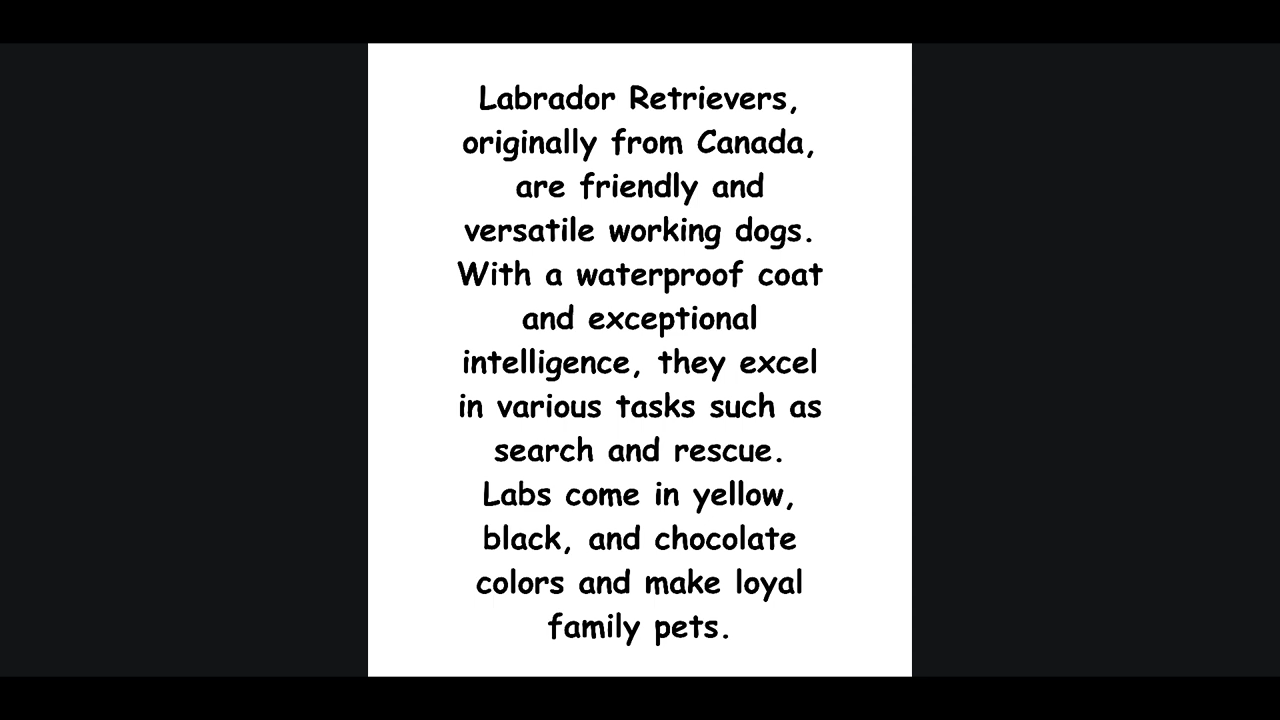 Labrador Retrievers,
originally from Canada,
are friendly and
versatile working dogs.
With a waterproof coat
and exceptional
intelligence, they excel
in various tasks such as
search and rescue.
Labs come in yellow,
black, and chocolate
colors and make loyal
family pets.